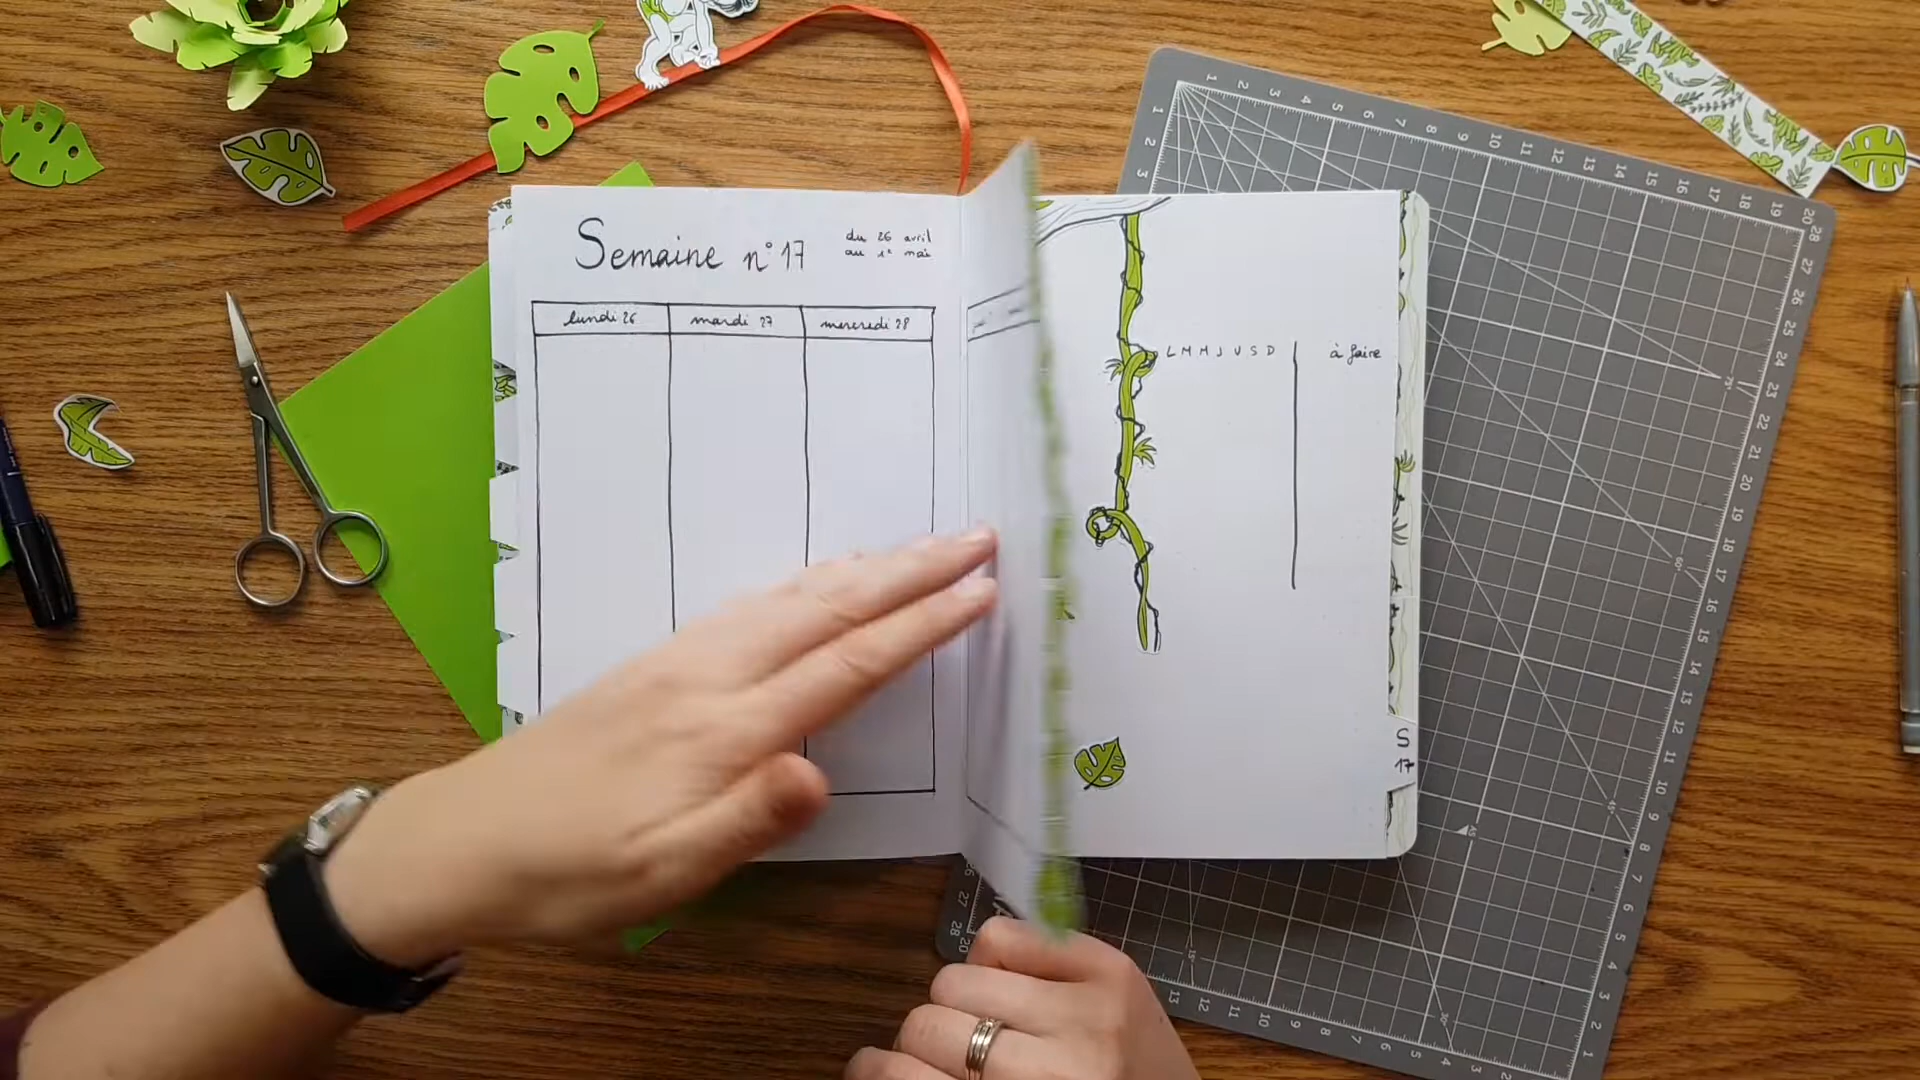 Semaine n°17
du 26 avril
au 1er mai
lundi 26
mardi 27
mercredi 28
L M M J V S D
à faire
S
17